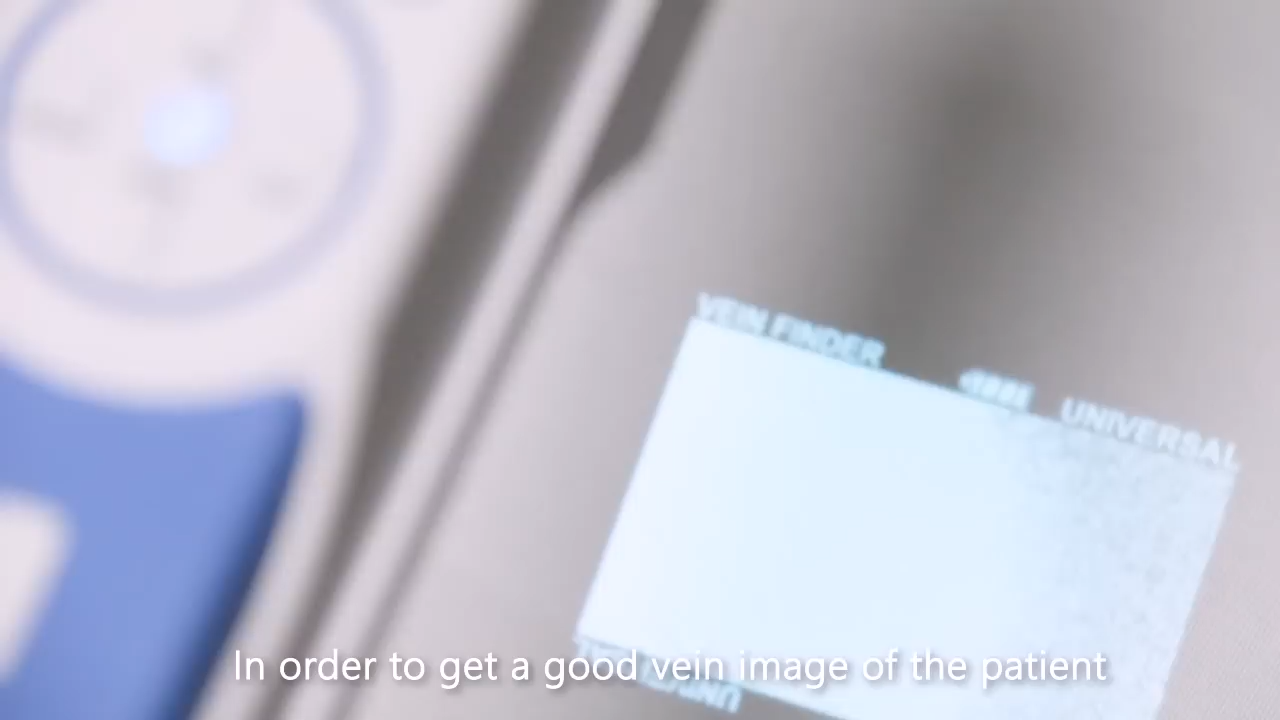 VEIN FINDER
UNIVERSAL
In order to get a good vein image of the patient